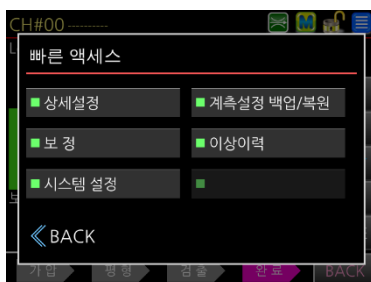 CH#00 ----------
M
빠른 액세스
상세설정
계측설정 백업/복원
보 정
이상이력
시스템 설정
BACK
가 압 평 형 검 출 완 료 BACK